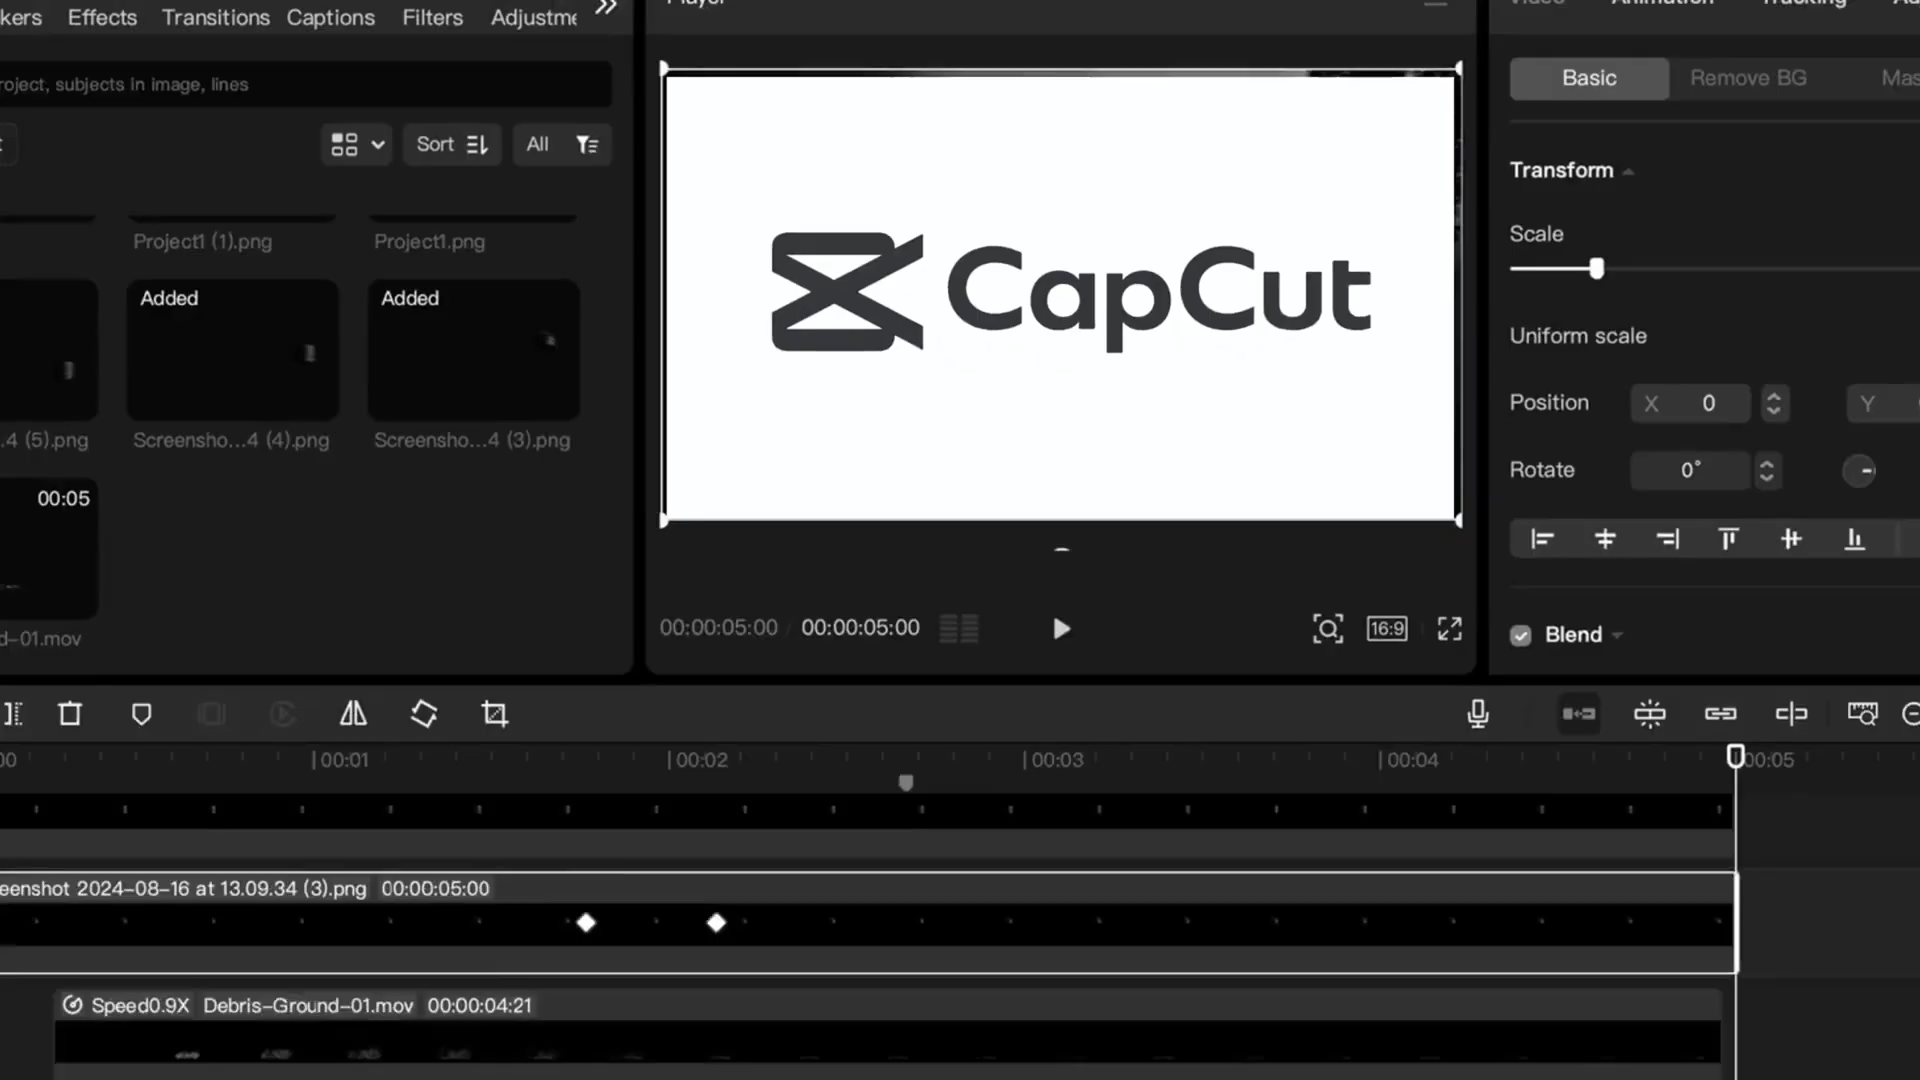 kers Effects Transitions Captions Filters Adjustme
Player
Video Animation Tracking
roject, subjects in image, lines
Sort All
Project1 (1).png Project1.png
Added Added
.4 (5).png Screensho...4 (4).png Screensho...4 (3).png
00:05
d-01.mov
CapCut
00:00:05:00 / 00:00:05:00
16:9
Basic Remove BG Mas
Transform
Scale
Uniform scale
Position X 0 Y
Rotate 0°
Blend
00 00:01 00:02 00:03 00:04 00:05
eenshot 2024-08-16 at 13.09.34 (3).png 00:00:05:00
Speed0.9X Debris-Ground-01.mov 00:00:04:21